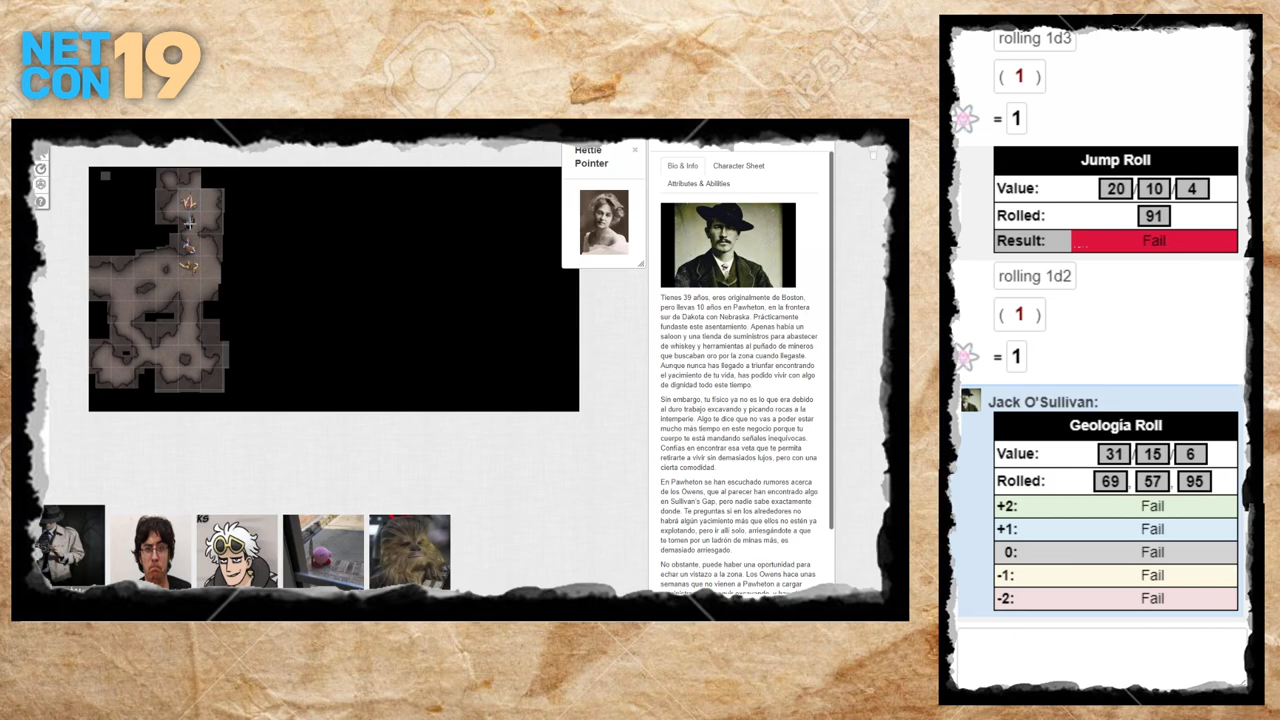 NET
CON 19
Hettie
Pointer
×
Bio & Info
Character Sheet
Attributes & Abilities
Tienes 39 años, eres originalmente de Boston,
pero llevas 10 años en Pawheton, en la frontera
sur de Dakota con Nebraska. Prácticamente
fundaste este asentamiento. Apenas había un
saloon y una tienda de suministros para abastecer
de whiskey y herramientas al puñado de mineros
que buscaban oro por la zona cuando llegaste.
Aunque nunca has llegado a triunfar encontrando
el yacimiento de tu vida, has podido vivir con algo
de dignidad todo este tiempo.
Sin embargo, tu físico ya no es lo que era debido
al duro trabajo excavando y picando rocas a la
intemperie. Algo te dice que no vas a poder estar
mucho más tiempo en este negocio porque tu
cuerpo te está mandando señales inequívocas.
Confías en encontrar esa veta que te permita
retirarte a vivir sin demasiados lujos, pero con una
cierta comodidad.
En Pawheton se han escuchado rumores acerca
de los Owens, que al parecer han encontrado algo
en Sullivan's Gap, pero nadie sabe exactamente
donde. Te preguntas si en los alrededores no
habrá algún yacimiento más que ellos no estén ya
explotando, pero ir allí solo, arriesgándote a que
te tomen por un ladrón de minas más, es
demasiado arriesgado.
No obstante, puede haber una oportunidad para
echar un vistazo a la zona. Los Owens hace unas
semanas que no vienen a Pawheton a cargar
KS
rolling 1d3
( 1 )
= 1
Jump Roll
Value: 20 / 10 / 4
Rolled: 91
Result: Fail
rolling 1d2
( 1 )
= 1
Jack O'Sullivan:
Geología Roll
Value: 31 / 15 / 6
Rolled: 69, 57, 95
+2: Fail
+1: Fail
0: Fail
-1: Fail
-2: Fail